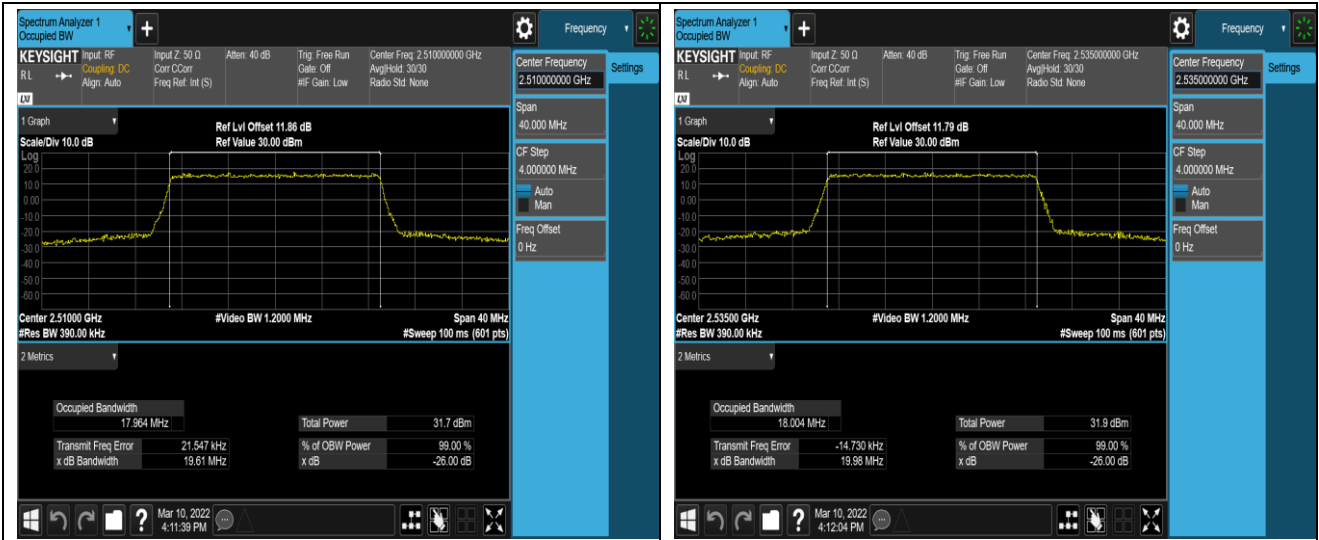 Spectrum Analyzer 1
Occupied BW
+
Frequency
KEYSIGHT Input: RF Input Z: 50 Ω Atten: 40 dB Trig: Free Run Center Freq: 2.510000000 GHz
RL Coupling: DC Corr CCorr Gate: Off Avg|Hold: 30/30
Align: Auto Freq Ref: Int (S) #IF Gain: Low Radio Std: None
LXI
Center Frequency
2.510000000 GHz
Settings
Span
40.000 MHz
CF Step
4.000000 MHz
Auto
Man
Freq Offset
0 Hz
1 Graph
Ref Lvl Offset 11.86 dB
Scale/Div 10.0 dB Ref Value 30.00 dBm
Log
20.0
10.0
0.00
-10.0
-20.0
-30.0
-40.0
-50.0
-60.0
Center 2.51000 GHz #Video BW 1.2000 MHz Span 40 MHz
#Res BW 390.00 kHz #Sweep 100 ms (601 pts)
2 Metrics
Occupied Bandwidth
17.964 MHz Total Power 31.7 dBm
Transmit Freq Error 21.547 kHz % of OBW Power 99.00 %
x dB Bandwidth 19.61 MHz x dB -26.00 dB
? Mar 10, 2022
4:11:39 PM
Spectrum Analyzer 1
Occupied BW
+
Frequency
KEYSIGHT Input: RF Input Z: 50 Ω Atten: 40 dB Trig: Free Run Center Freq: 2.535000000 GHz
RL Coupling: DC Corr CCorr Gate: Off Avg|Hold: 30/30
Align: Auto Freq Ref: Int (S) #IF Gain: Low Radio Std: None
LXI
Center Frequency
2.535000000 GHz
Settings
Span
40.000 MHz
CF Step
4.000000 MHz
Auto
Man
Freq Offset
0 Hz
1 Graph
Ref Lvl Offset 11.79 dB
Scale/Div 10.0 dB Ref Value 30.00 dBm
Log
20.0
10.0
0.00
-10.0
-20.0
-30.0
-40.0
-50.0
-60.0
Center 2.53500 GHz #Video BW 1.2000 MHz Span 40 MHz
#Res BW 390.00 kHz #Sweep 100 ms (601 pts)
2 Metrics
Occupied Bandwidth
18.004 MHz Total Power 31.9 dBm
Transmit Freq Error -14.730 kHz % of OBW Power 99.00 %
x dB Bandwidth 19.98 MHz x dB -26.00 dB
? Mar 10, 2022
4:12:04 PM